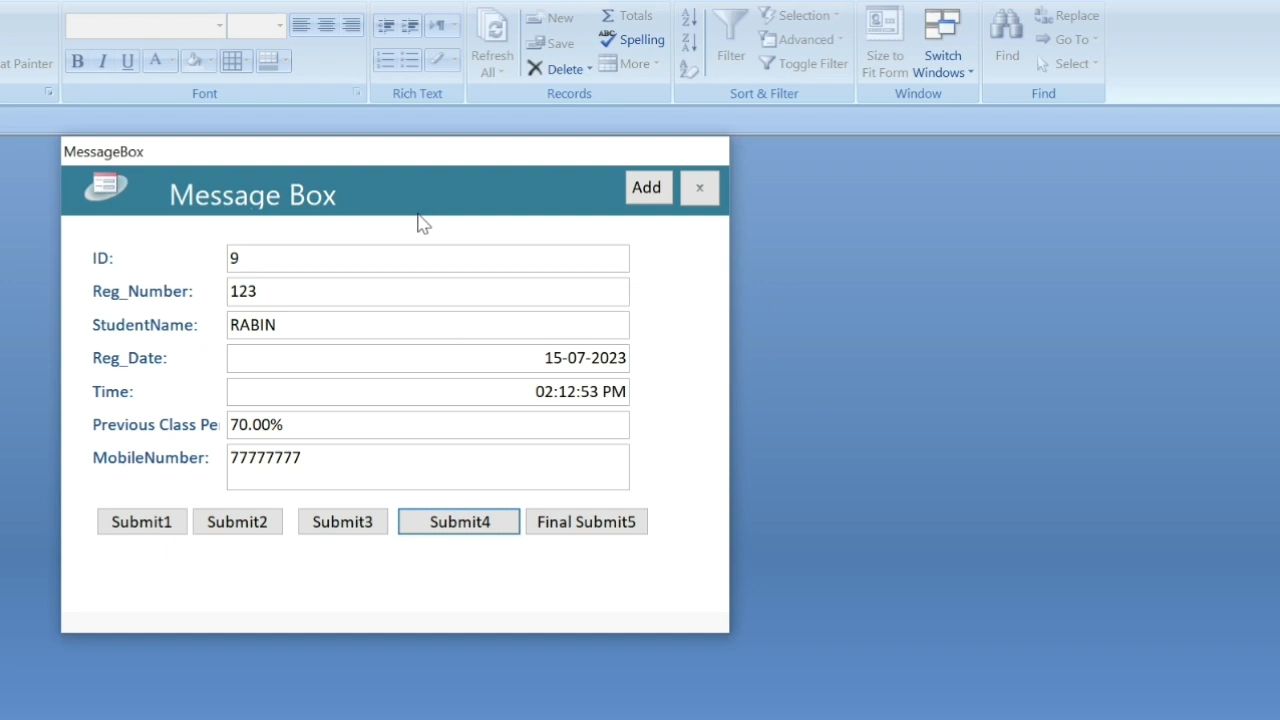 New
Totals
Selection
Replace
Save
ABC
Spelling
Advanced
Go To
at Painter
B I U A
Refresh
All
Delete
More
Filter
Toggle Filter
Size to
Fit Form
Switch
Windows
Find
Select
Font
Rich Text
Records
Sort & Filter
Window
Find
MessageBox
Message Box
Add
x
ID: 9
Reg_Number: 123
StudentName: RABIN
Reg_Date: 15-07-2023
Time: 02:12:53 PM
Previous Class Pe 70.00%
MobileNumber: 77777777
Submit1 Submit2 Submit3 Submit4 Final Submit5